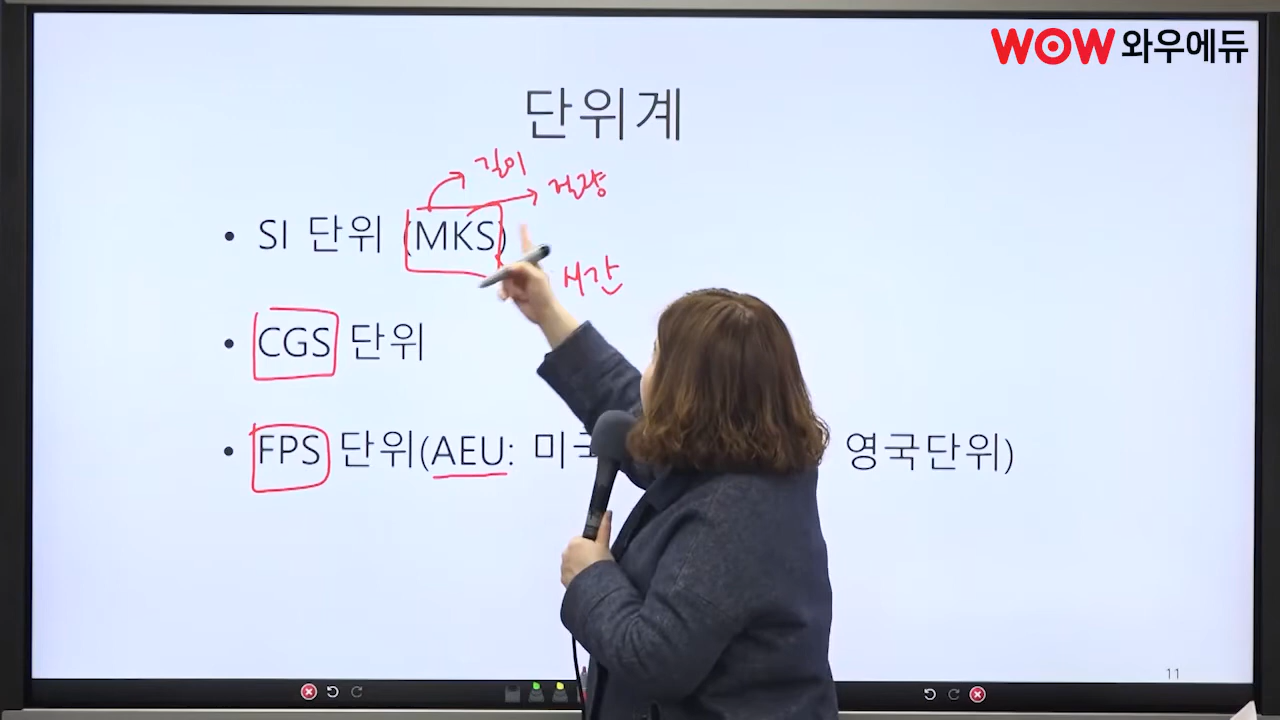 WOW 와우에듀
단위계
길이
질량
• SI 단위 (MKS)
시간
• CGS 단위
• FPS 단위(AEU: 미국 영국단위)
11